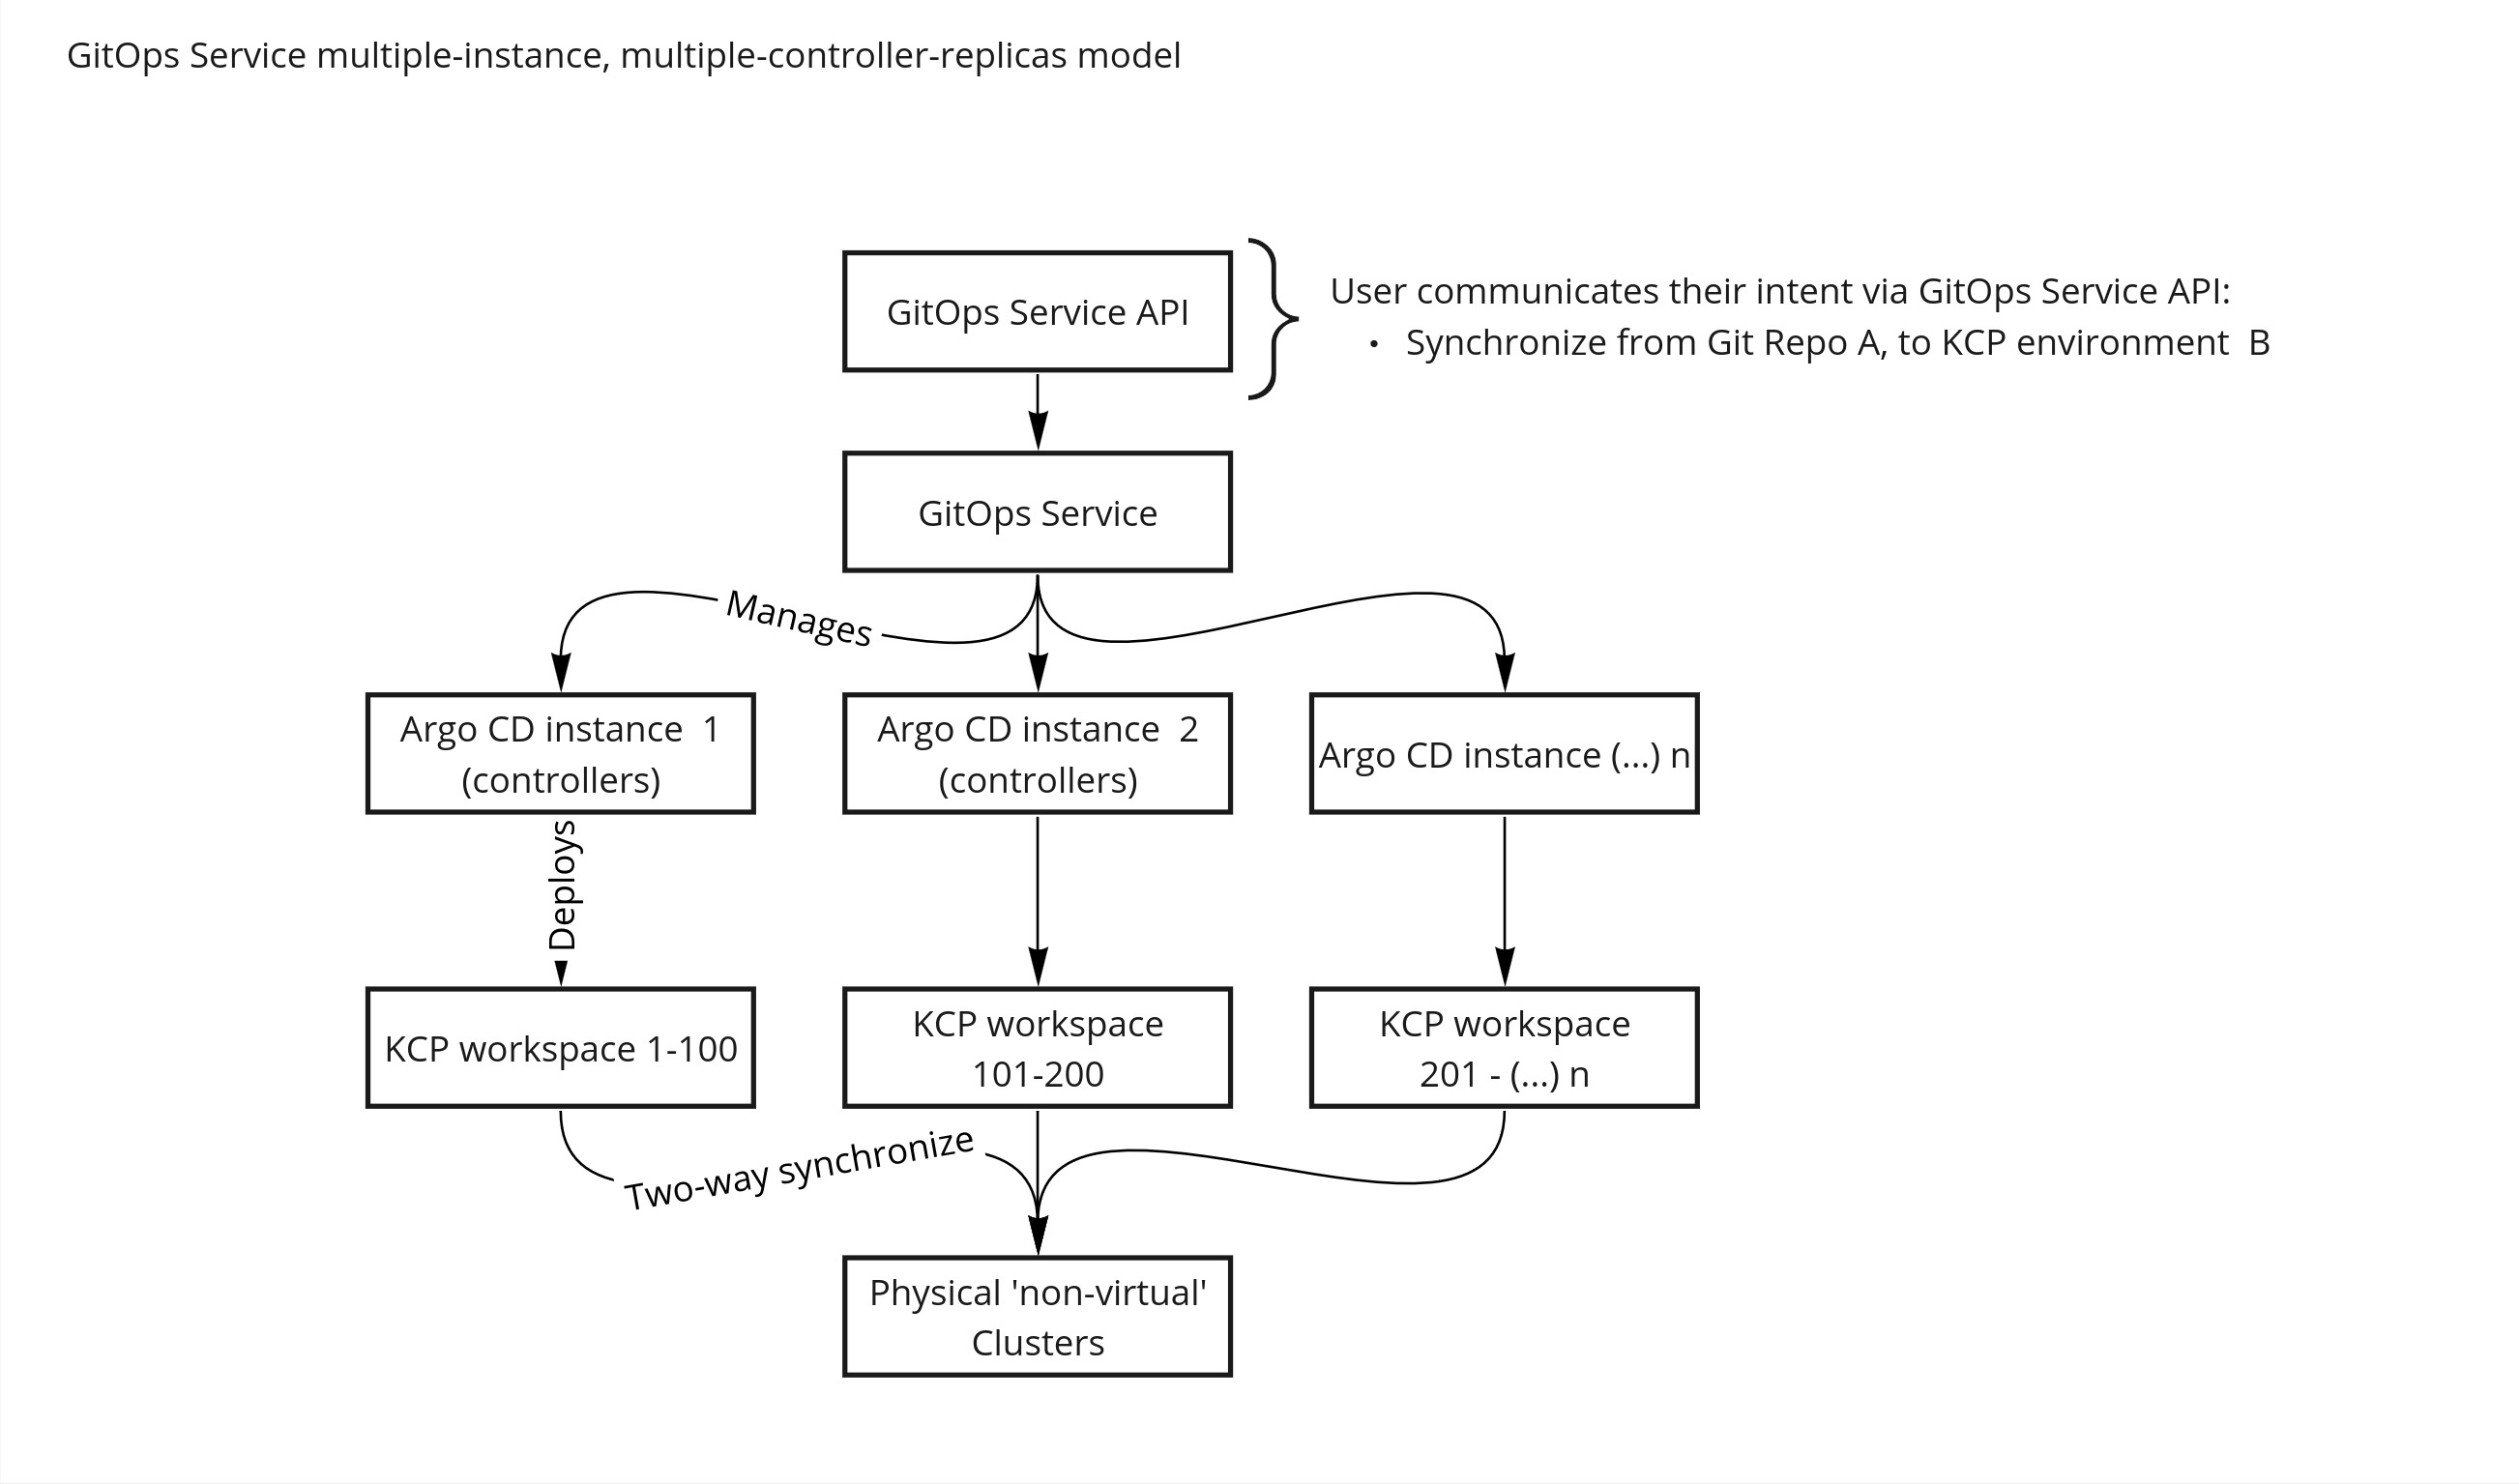 GitOps Service multiple-instance, multiple-controller-replicas model
GitOps Service API
User communicates their intent via GitOps Service API:
• Synchronize from Git Repo A, to KCP environment B
GitOps Service
Manages
Argo CD instance 1
(controllers)
Argo CD instance 2
(controllers)
Argo CD instance (...) n
Deploys
KCP workspace 1-100
KCP workspace
101-200
KCP workspace
201 - (...) n
Two-way synchronize
Physical 'non-virtual'
Clusters